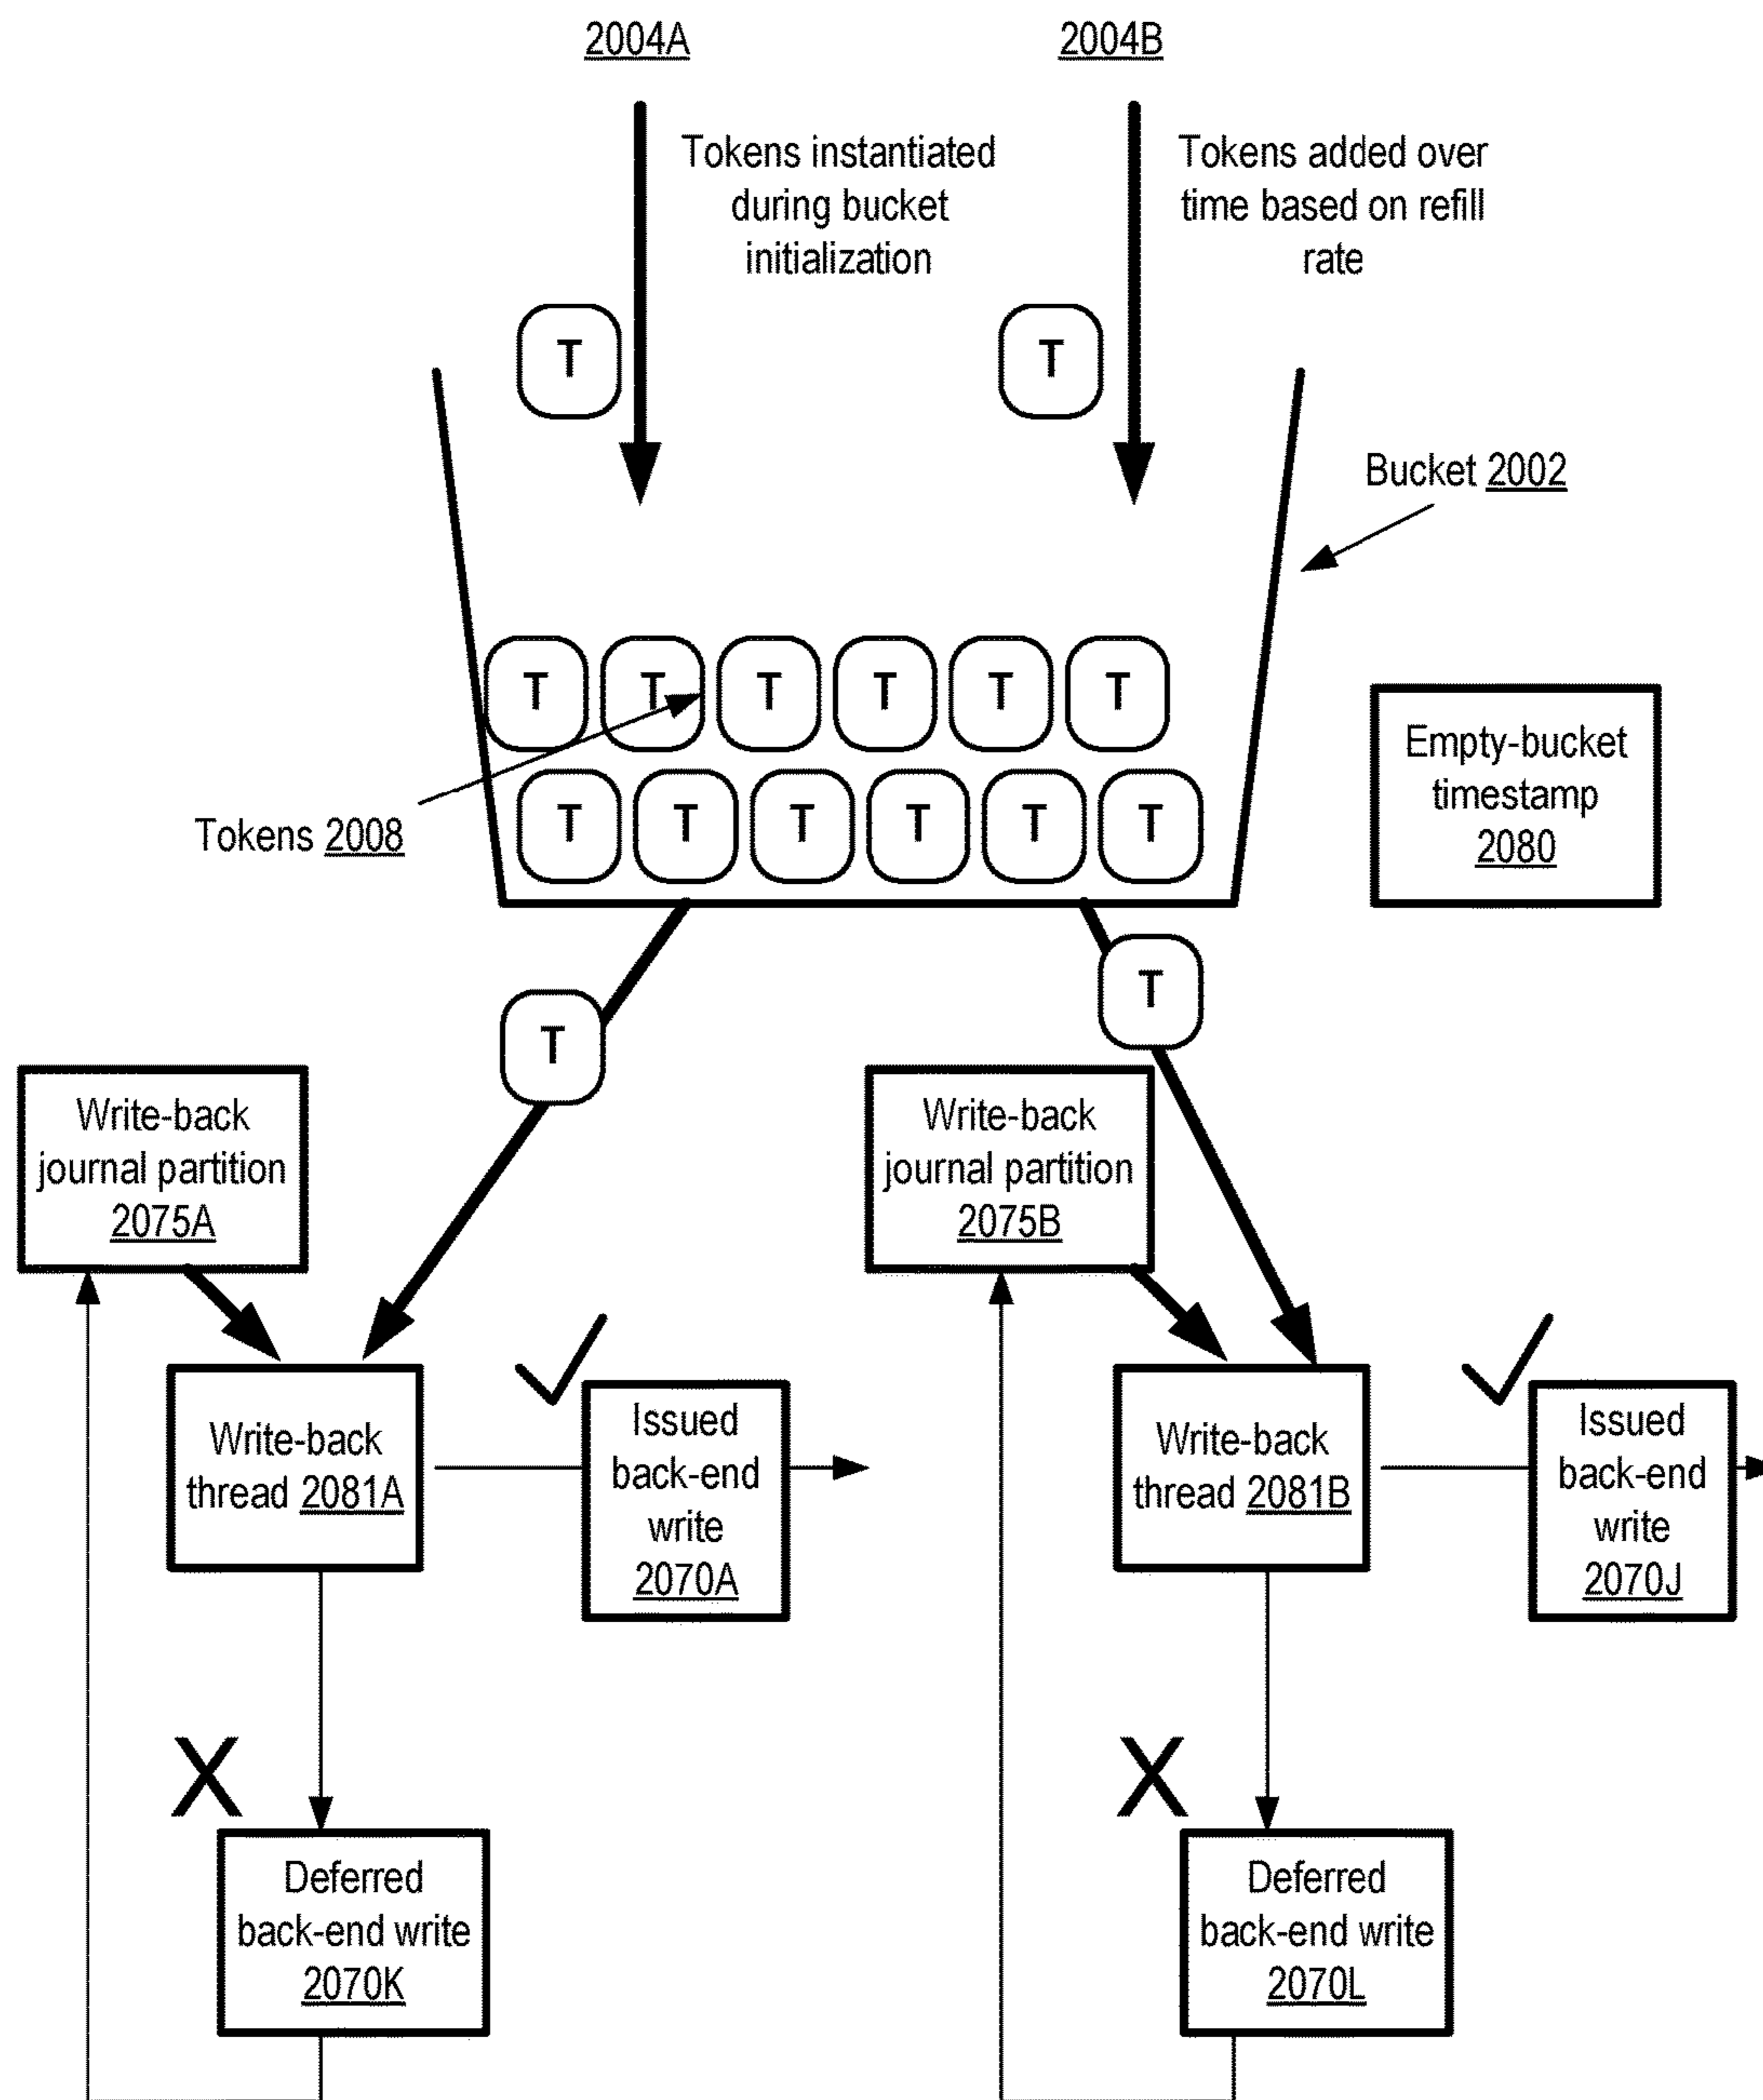 2004A
2004B
Tokens instantiated
during bucket
initialization
Tokens added over
time based on refill
rate
T
T
Bucket 2002
T T T T T T
Empty-bucket
timestamp
2080
T T T T T T
Tokens 2008
T
T
Write-back
journal partition
2075A
Write-back
journal partition
2075B
Write-back
thread 2081A
Issued
back-end
write
2070A
Write-back
thread 2081B
Issued
back-end
write
2070J
X
X
Deferred
back-end write
2070K
Deferred
back-end write
2070L